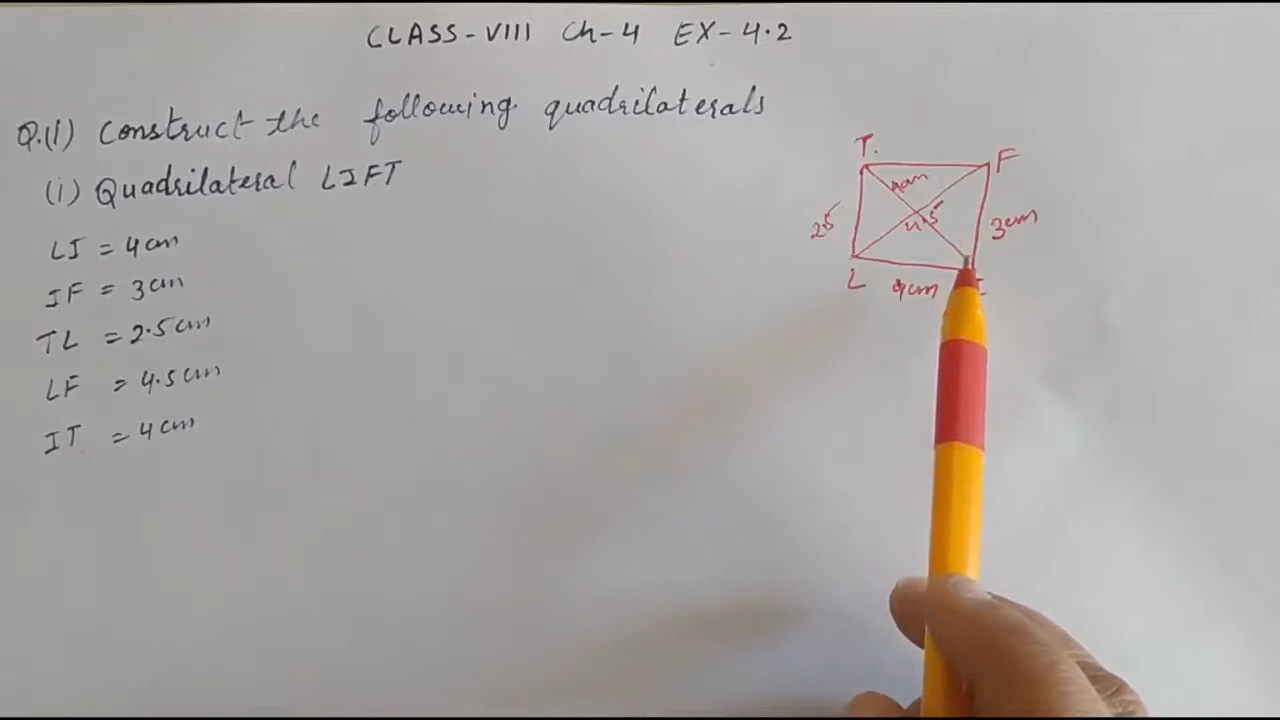 CLASS-VIII Ch-4 EX-4.2
Q.(1) Construct the following quadrilaterals
(i) Quadrilateral LIFT
LI = 4cm
IF = 3cm
TL = 2.5cm
LF = 4.5cm
IT = 4cm
T. F
4cm
2.5 4.5 3cm
L 4cm I